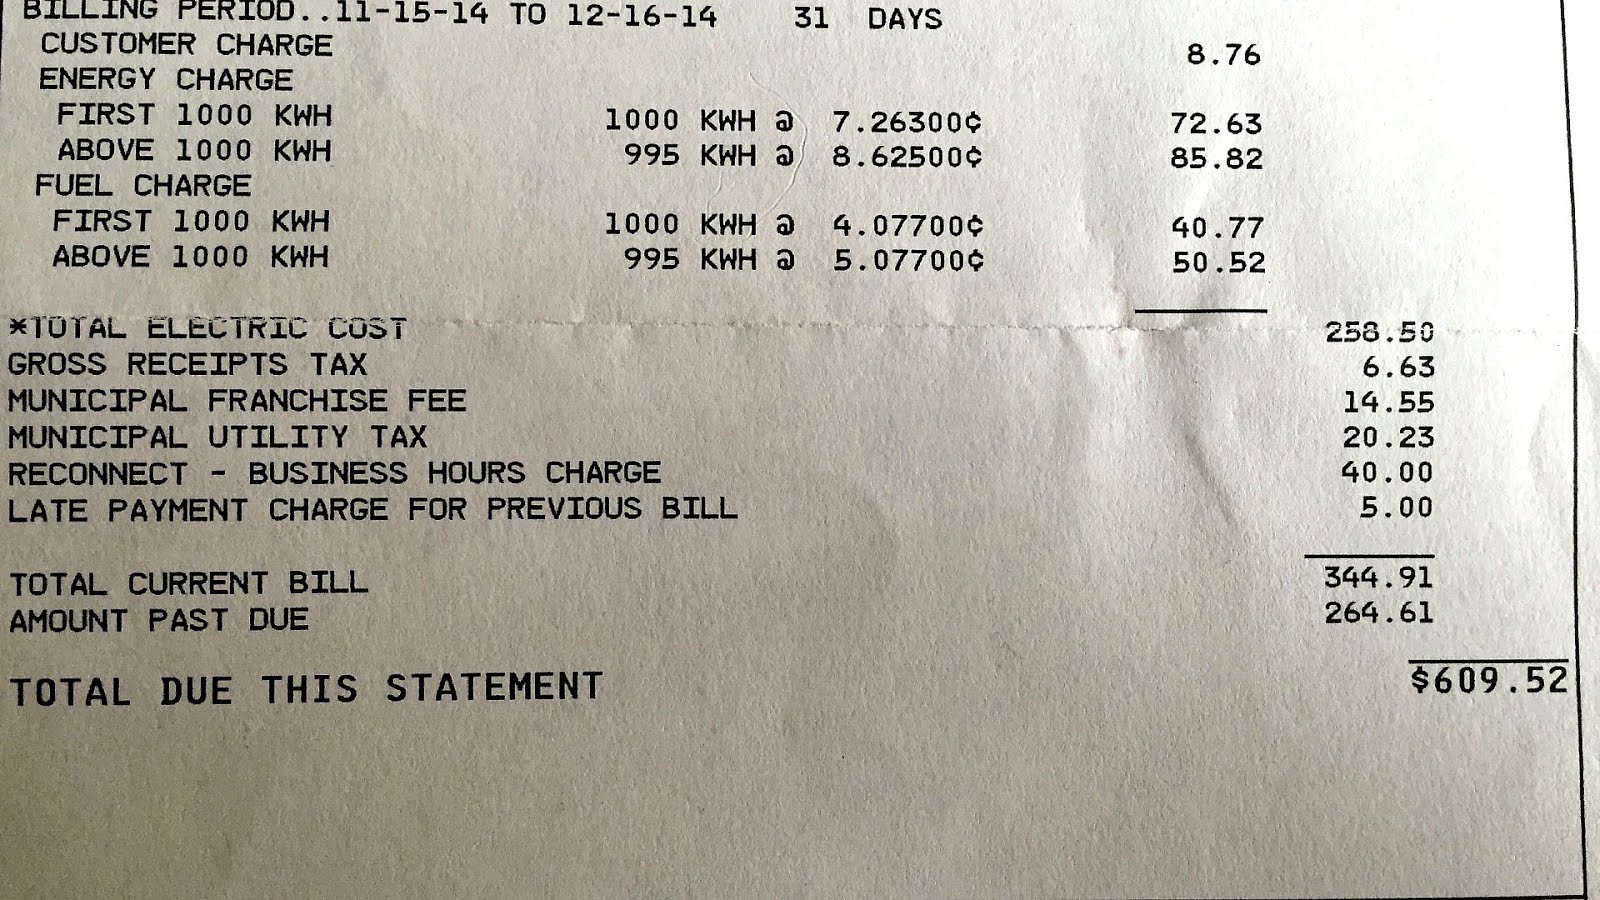 BILLING PERIOD..11-15-14 TO 12-16-14 31 DAYS
CUSTOMER CHARGE 8.76
ENERGY CHARGE
FIRST 1000 KWH 1000 KWH @ 7.26300¢ 72.63
ABOVE 1000 KWH 995 KWH @ 8.62500¢ 85.82
FUEL CHARGE
FIRST 1000 KWH 1000 KWH @ 4.07700¢ 40.77
ABOVE 1000 KWH 995 KWH @ 5.07700¢ 50.52
*TOTAL ELECTRIC COST 258.50
GROSS RECEIPTS TAX 6.63
MUNICIPAL FRANCHISE FEE 14.55
MUNICIPAL UTILITY TAX 20.23
RECONNECT - BUSINESS HOURS CHARGE 40.00
LATE PAYMENT CHARGE FOR PREVIOUS BILL 5.00
TOTAL CURRENT BILL 344.91
AMOUNT PAST DUE 264.61
TOTAL DUE THIS STATEMENT $609.52